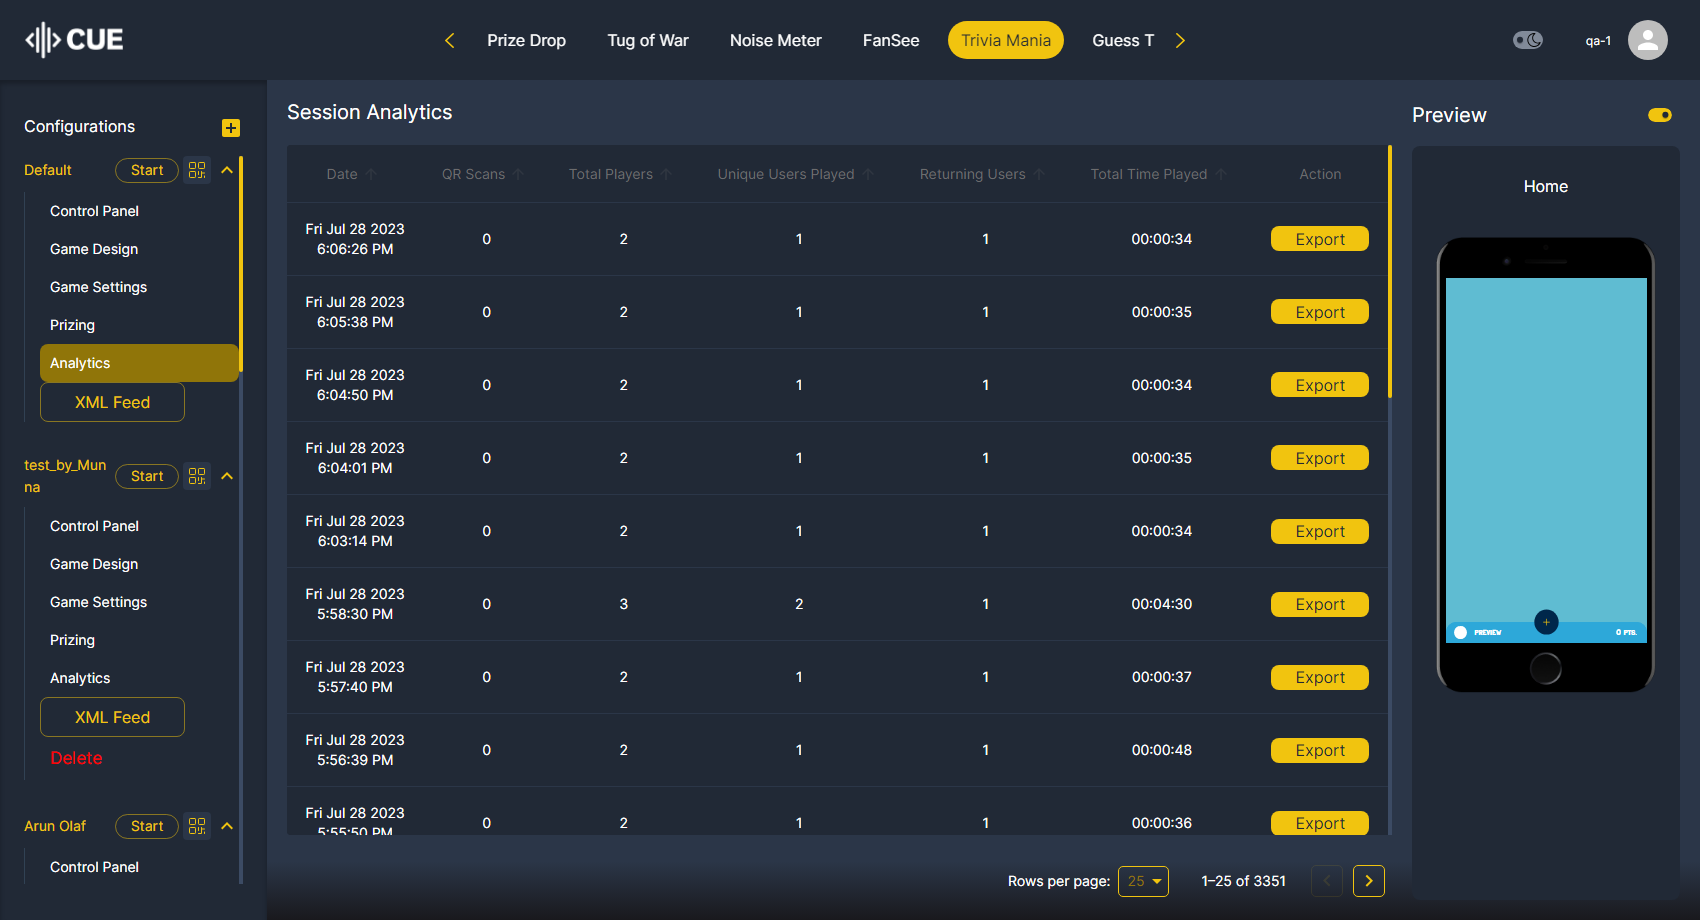 CUE
Prize Drop
Tug of War
Noise Meter
FanSee
Trivia Mania
Guess T
qa-1
Configurations
Default
Start
Control Panel
Game Design
Game Settings
Prizing
Analytics
XML Feed
test_by_Mun
na
Start
Control Panel
Game Design
Game Settings
Prizing
Analytics
XML Feed
Delete
Arun Olaf
Start
Control Panel
Session Analytics
Date QR Scans Total Players Unique Users Played Returning Users Total Time Played Action
Fri Jul 28 2023
6:06:26 PM 0 2 1 1 00:00:34 Export
Fri Jul 28 2023
6:05:38 PM 0 2 1 1 00:00:35 Export
Fri Jul 28 2023
6:04:50 PM 0 2 1 1 00:00:34 Export
Fri Jul 28 2023
6:04:01 PM 0 2 1 1 00:00:35 Export
Fri Jul 28 2023
6:03:14 PM 0 2 1 1 00:00:34 Export
Fri Jul 28 2023
5:58:30 PM 0 3 2 1 00:04:30 Export
Fri Jul 28 2023
5:57:40 PM 0 2 1 1 00:00:37 Export
Fri Jul 28 2023
5:56:39 PM 0 2 1 1 00:00:48 Export
Fri Jul 28 2023
5:55:50 PM 0 2 1 1 00:00:36 Export
Rows per page: 25 1–25 of 3351
Preview
Home
PREVIEW
0 PTS.